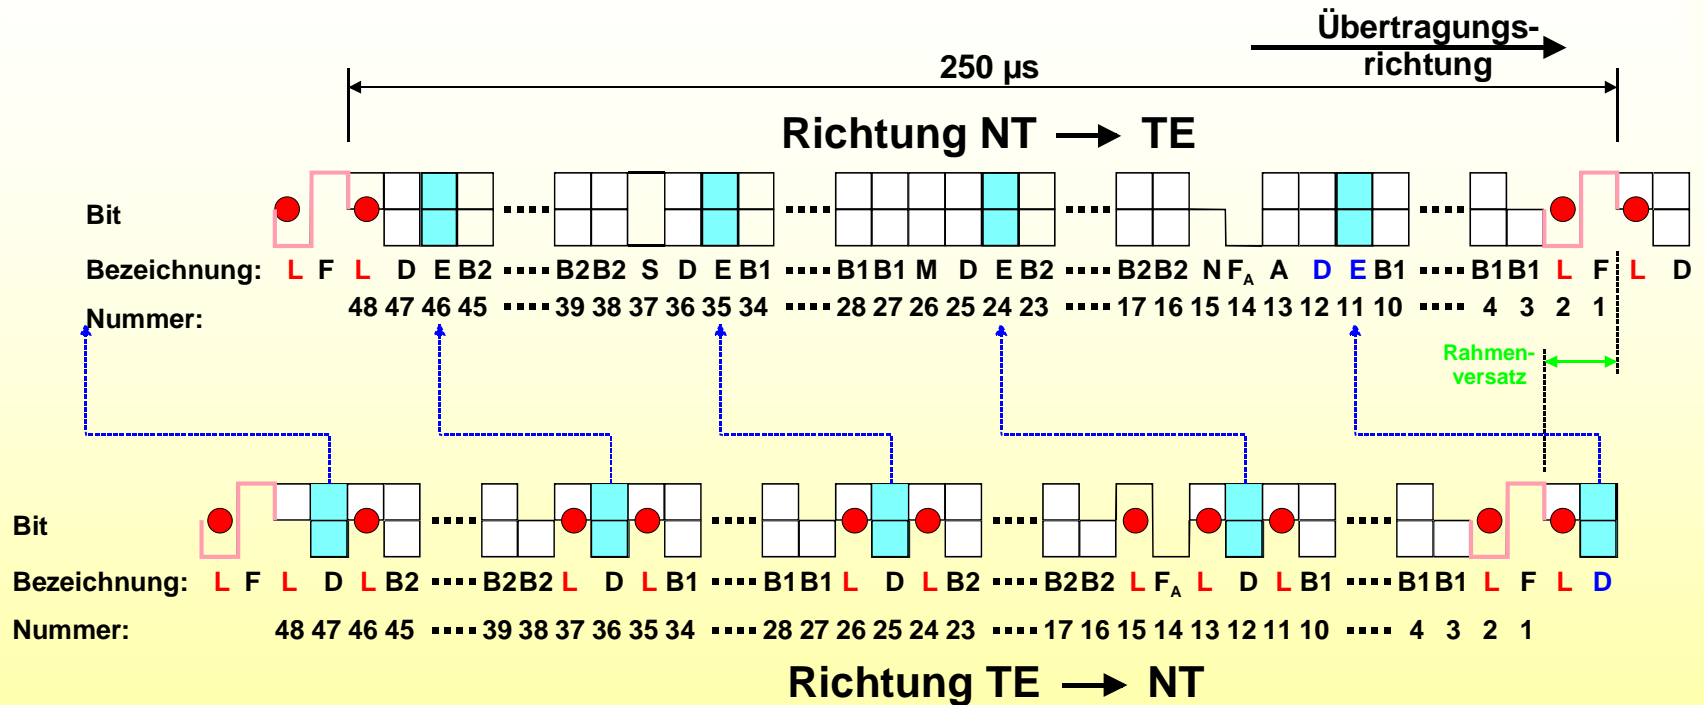 Übertragungs-
richtung
250 µs
Richtung NT TE
Bit
Bezeichnung: L F L D E B2 B2 B2 S D E B1 B1 B1 M D E B2 B2 B2 N FA A D E B1 B1 B1 L F L D
Nummer: 48 47 46 45 39 38 37 36 35 34 28 27 26 25 24 23 17 16 15 14 13 12 11 10 4 3 2 1
Rahmen-
versatz
Bit
Bezeichnung: L F L D L B2 B2 B2 L D L B1 B1 B1 L D L B2 B2 B2 L FA L D L B1 B1 B1 L F L D
Nummer: 48 47 46 45 39 38 37 36 35 34 28 27 26 25 24 23 17 16 15 14 13 12 11 10 4 3 2 1
Richtung TE NT